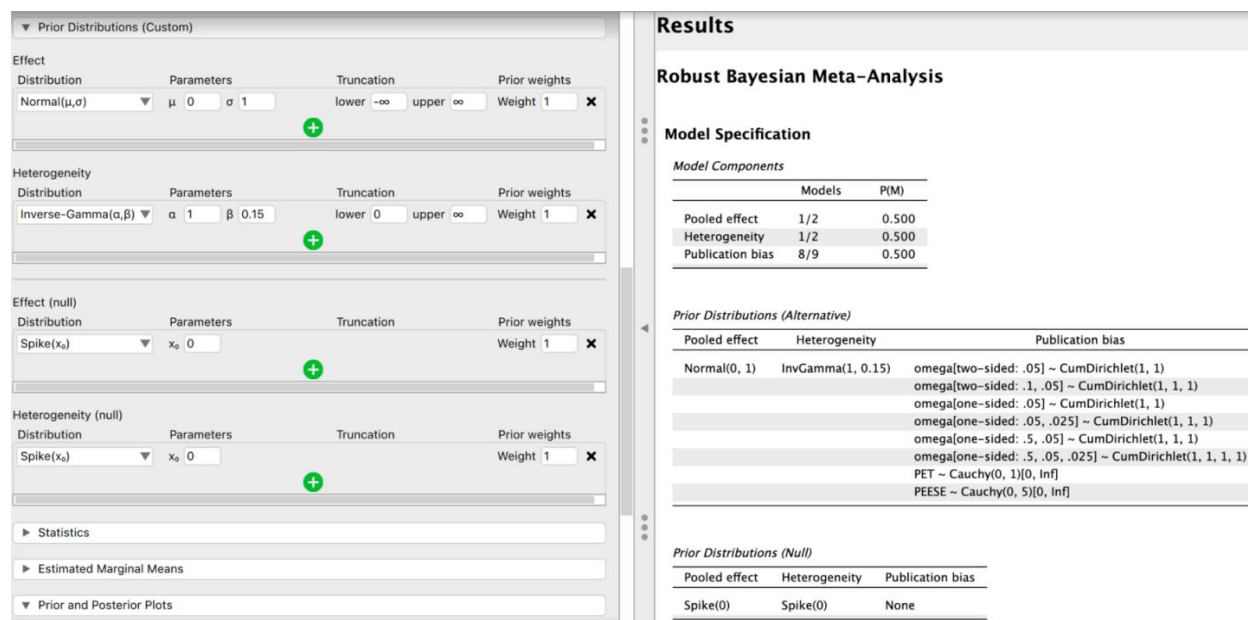 Prior Distributions (Custom)
Effect
Distribution Parameters Truncation Prior weights
Normal(μ,σ) μ 0 σ 1 lower -∞ upper ∞ Weight 1
Heterogeneity
Distribution Parameters Truncation Prior weights
Inverse-Gamma(α,β) α 1 β 0.15 lower 0 upper ∞ Weight 1
Effect (null)
Distribution Parameters Truncation Prior weights
Spike(x₀) x₀ 0 Weight 1
Heterogeneity (null)
Distribution Parameters Truncation Prior weights
Spike(x₀) x₀ 0 Weight 1
Statistics
Estimated Marginal Means
Prior and Posterior Plots
Results
Robust Bayesian Meta-Analysis
Model Specification
Model Components
Models P(M)
Pooled effect 1/2 0.500
Heterogeneity 1/2 0.500
Publication bias 8/9 0.500
Prior Distributions (Alternative)
Pooled effect Heterogeneity Publication bias
Normal(0, 1) InvGamma(1, 0.15) omega[two-sided: .05] ~ CumDirichlet(1, 1)
omega[two-sided: .1, .05] ~ CumDirichlet(1, 1, 1)
omega[one-sided: .05] ~ CumDirichlet(1, 1)
omega[one-sided: .05, .025] ~ CumDirichlet(1, 1, 1)
omega[one-sided: .5, .05] ~ CumDirichlet(1, 1, 1)
omega[one-sided: .5, .05, .025] ~ CumDirichlet(1, 1, 1, 1)
PET ~ Cauchy(0, 1)[0, Inf]
PEESE ~ Cauchy(0, 5)[0, Inf]
Prior Distributions (Null)
Pooled effect Heterogeneity Publication bias
Spike(0) Spike(0) None